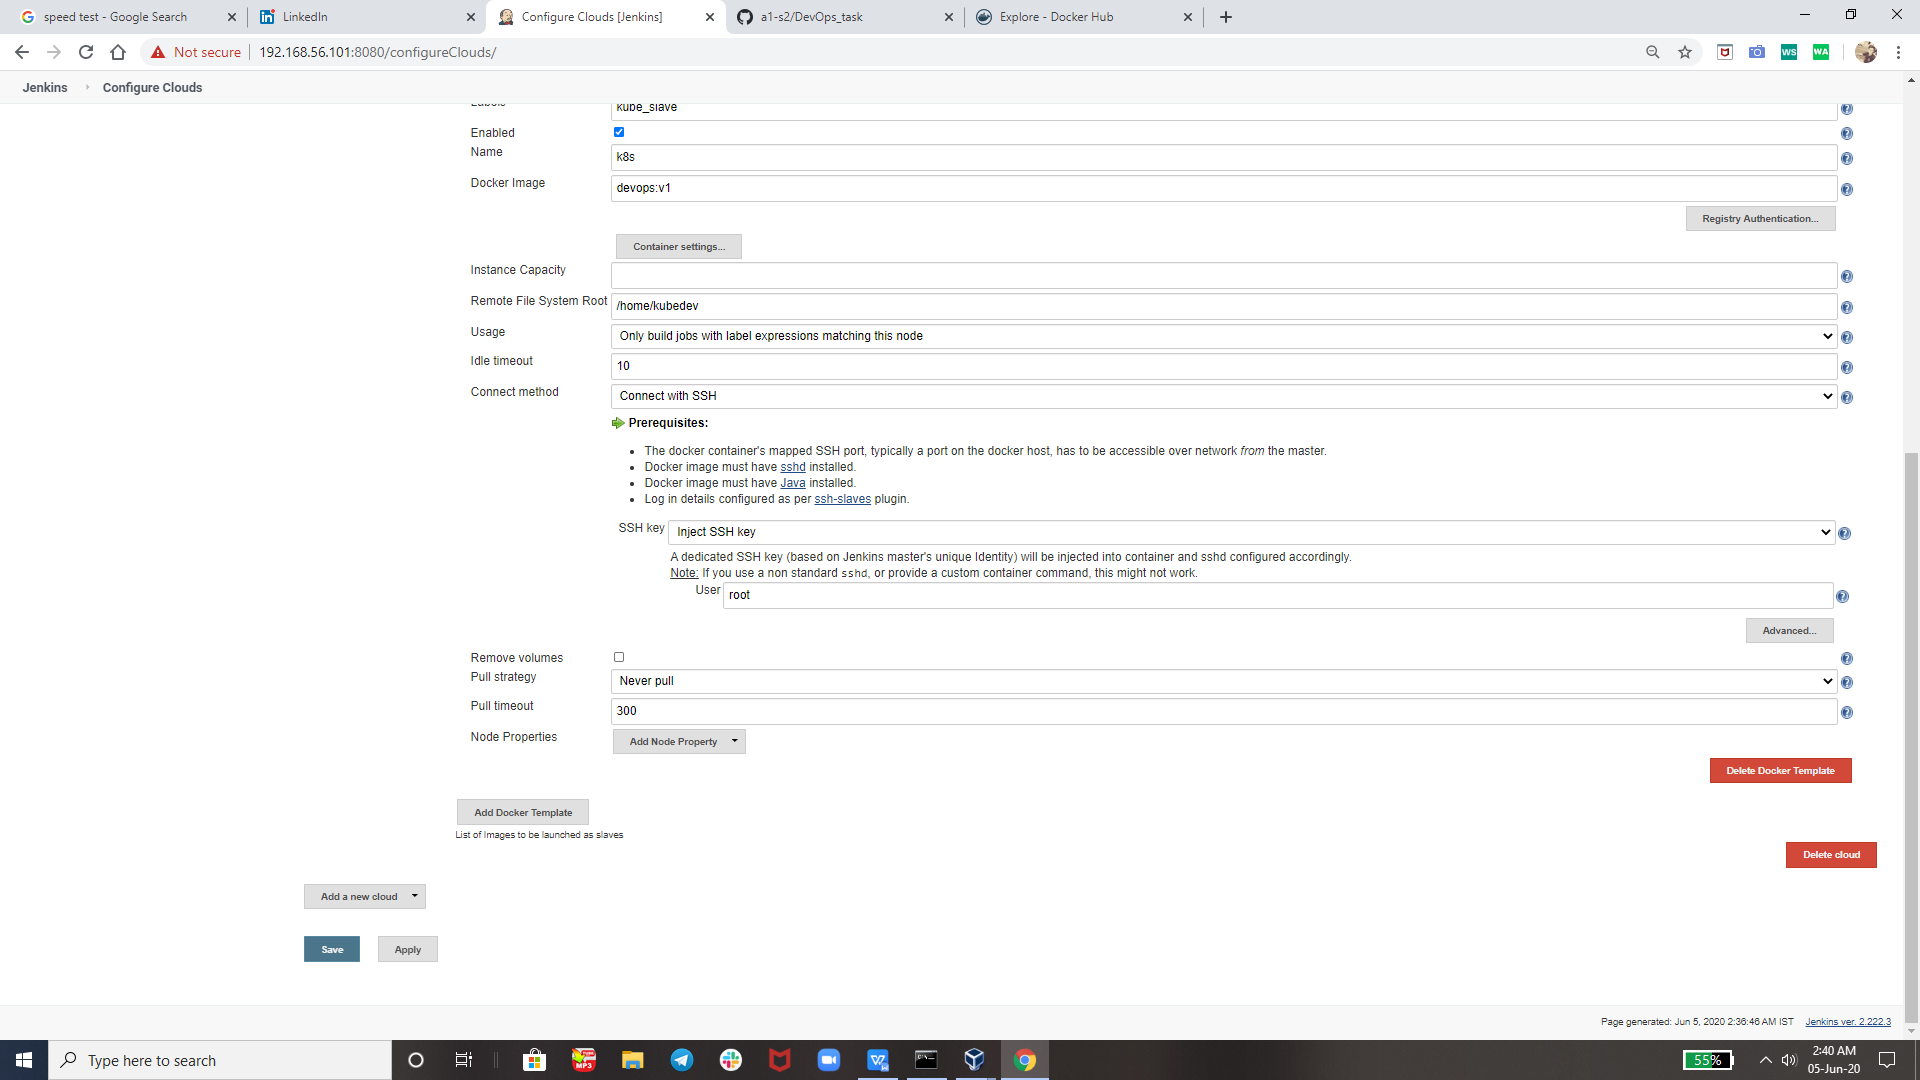 speed test - Google Search
LinkedIn
Configure Clouds [Jenkins]
a1-s2/DevOps_task
Explore - Docker Hub
Not secure
192.168.56.101:8080/configureClouds/
Jenkins
Configure Clouds
Labels
kube_slave
Enabled
Name
k8s
Docker Image
devops:v1
Registry Authentication...
Container settings...
Instance Capacity
Remote File System Root
/home/kubedev
Usage
Only build jobs with label expressions matching this node
Idle timeout
10
Connect method
Connect with SSH
Prerequisites:
The docker container's mapped SSH port, typically a port on the docker host, has to be accessible over network from the master.
Docker image must have sshd installed.
Docker image must have Java installed.
Log in details configured as per ssh-slaves plugin.
SSH key
Inject SSH key
A dedicated SSH key (based on Jenkins master's unique Identity) will be injected into container and sshd configured accordingly.
Note: If you use a non standard sshd, or provide a custom container command, this might not work.
User
root
Advanced...
Remove volumes
Pull strategy
Never pull
Pull timeout
300
Node Properties
Add Node Property
Delete Docker Template
Add Docker Template
List of Images to be launched as slaves
Delete cloud
Add a new cloud
Save
Apply
Page generated: Jun 5, 2020 2:36:46 AM IST
Jenkins ver. 2.222.3
Type here to search
55%
2:40 AM
05-Jun-20
WS
WA
MP3